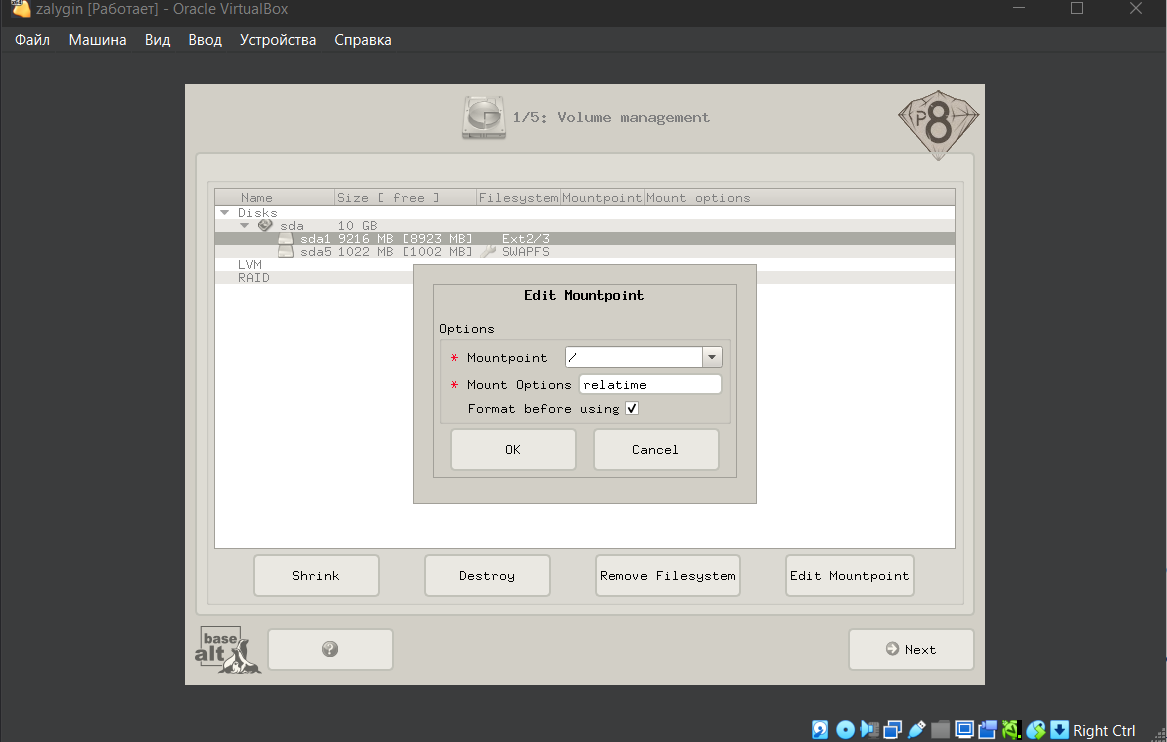 zalygin [Работает] - Oracle VirtualBox
Файл Машина Вид Ввод Устройства Справка
1/5: Volume management
P8
Name Size [ free ] Filesystem Mountpoint Mount options
Disks
sda 10 GB
sda1 9216 MB [8923 MB] Ext2/3
sda5 1022 MB [1002 MB] SWAPFS
LVM
RAID
Edit Mountpoint
Options
* Mountpoint /
* Mount Options relatime
Format before using
OK Cancel
Shrink Destroy Remove Filesystem Edit Mountpoint
base
alt
? Next
Right Ctrl